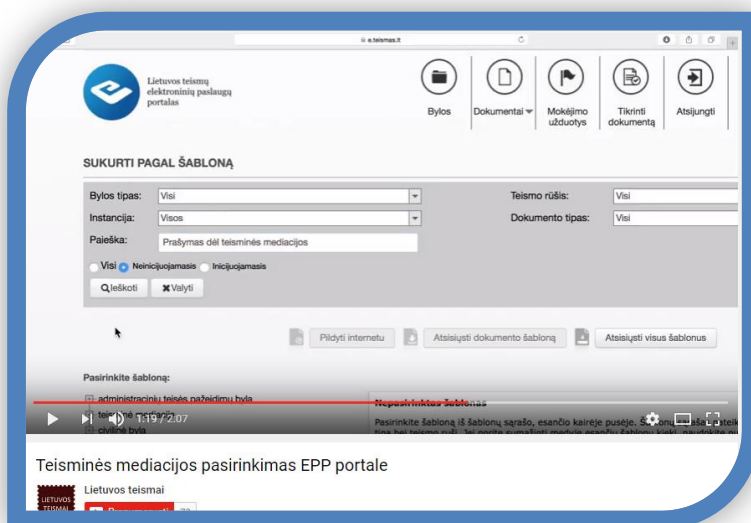 e.teismas.lt
Lietuvos teismų
elektroninių paslaugų
portalas
Bylos
Dokumentai
Mokėjimo
užduotys
Tikrinti
dokumentą
Atsijungti
SUKURTI PAGAL ŠABLONĄ
Bylos tipas: Visi Teismo rūšis: Visi
Instancija: Visos Dokumento tipas: Visi
Paieška: Prašymas dėl teisminės mediacijos
Visi Neinicijuojamasis Inicijuojamasis
Ieškoti Valyti
Pildyti internetu Atsisiųsti dokumento šabloną Atsisiųsti visus šablonus
Pasirinkite šabloną:
administracinių teisės pažeidimų byla
teisminė mediacija
civilinė byla
Nepasirinktas šablonas
Pasirinkite šabloną iš šablonų sąrašo, esančio kairėje pusėje.
1:19 / 2:07
Teisminės mediacijos pasirinkimas EPP portale
LIETUVOS
TEISMAI
Lietuvos teismai